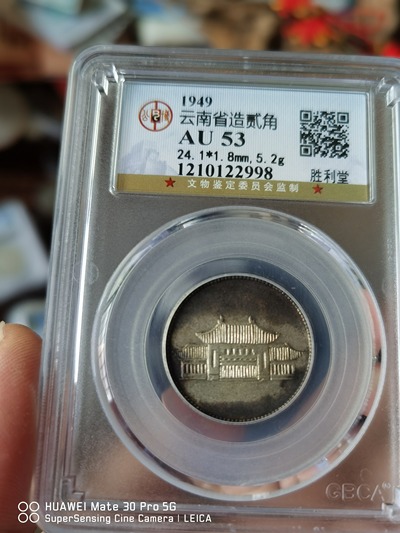 1949
云南省造贰角
AU 53
24.1*1.8mm,5.2g
1210122998
胜利堂
文物鉴定委员会监制
GBCA
HUAWEI Mate 30 Pro 5G
SuperSensing Cine Camera | LEICA